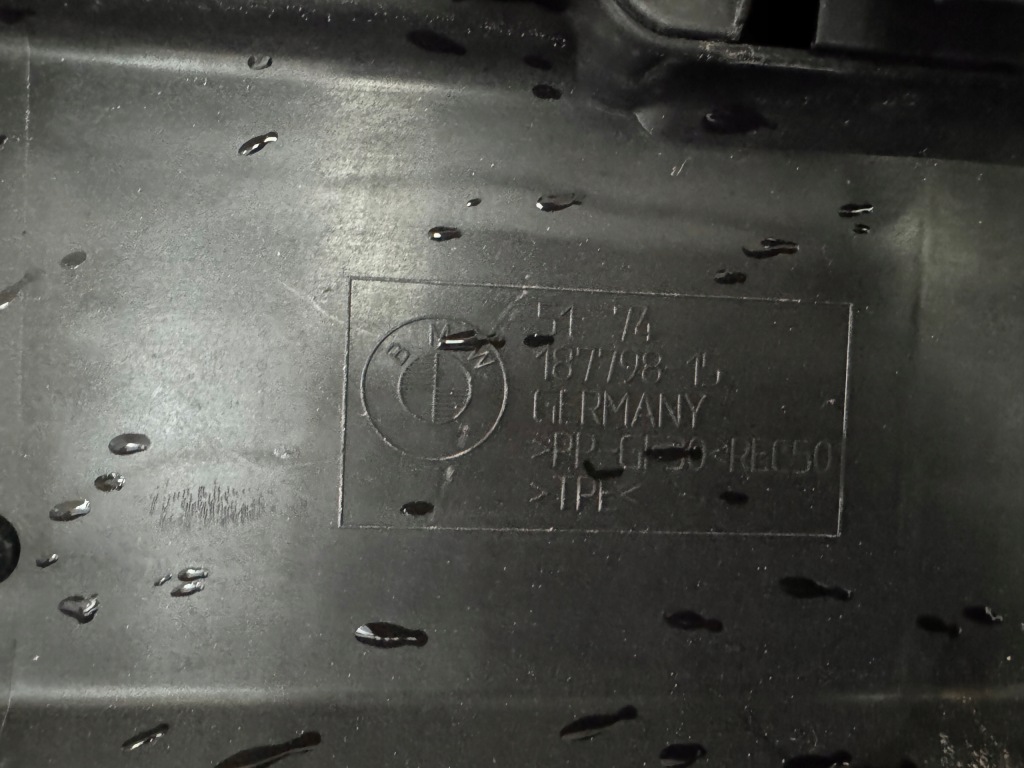 BMW
51 74
187798 15
GERMANY
>PP-GF30<REC50
>TPE<